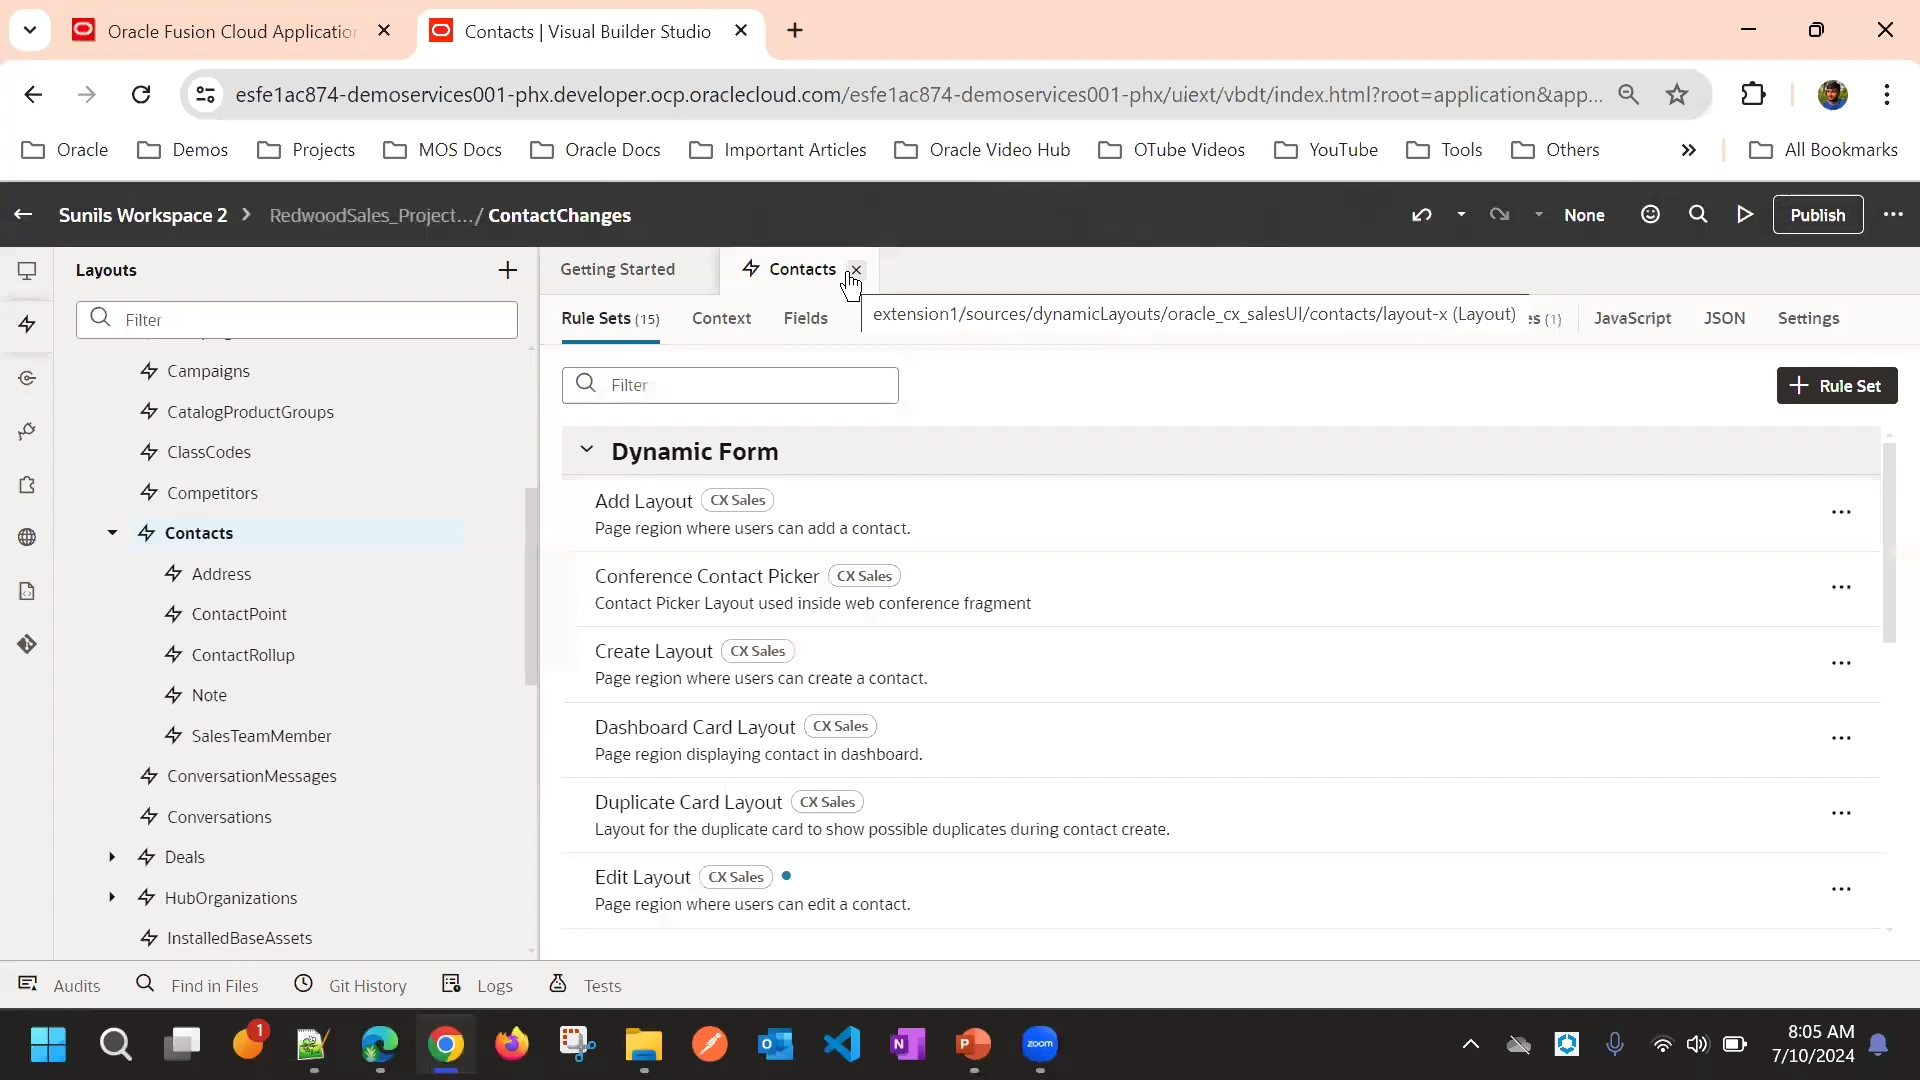 Oracle Fusion Cloud Application
Contacts | Visual Builder Studio
esfe1ac874-demoservices001-phx.developer.ocp.oraclecloud.com/esfe1ac874-demoservices001-phx/uiext/vbdt/index.html?root=application&app...
Oracle
Demos
Projects
MOS Docs
Oracle Docs
Important Articles
Oracle Video Hub
OTube Videos
YouTube
Tools
Others
All Bookmarks
Sunils Workspace 2 > RedwoodSales_Project.../ ContactChanges
None
Publish
Layouts
Getting Started
Contacts
Filter
Rule Sets (15)
Context
Fields
extension1/sources/dynamicLayouts/oracle_cx_salesUI/contacts/layout-x (Layout)
es (1)
JavaScript
JSON
Settings
Filter
Rule Set
Campaigns
CatalogProductGroups
ClassCodes
Competitors
Contacts
Address
ContactPoint
ContactRollup
Note
SalesTeamMember
ConversationMessages
Conversations
Deals
HubOrganizations
InstalledBaseAssets
Dynamic Form
Add Layout CX Sales
Page region where users can add a contact.
Conference Contact Picker CX Sales
Contact Picker Layout used inside web conference fragment
Create Layout CX Sales
Page region where users can create a contact.
Dashboard Card Layout CX Sales
Page region displaying contact in dashboard.
Duplicate Card Layout CX Sales
Layout for the duplicate card to show possible duplicates during contact create.
Edit Layout CX Sales
Page region where users can edit a contact.
Audits
Find in Files
Git History
Logs
Tests
1
zoom
8:05 AM
7/10/2024